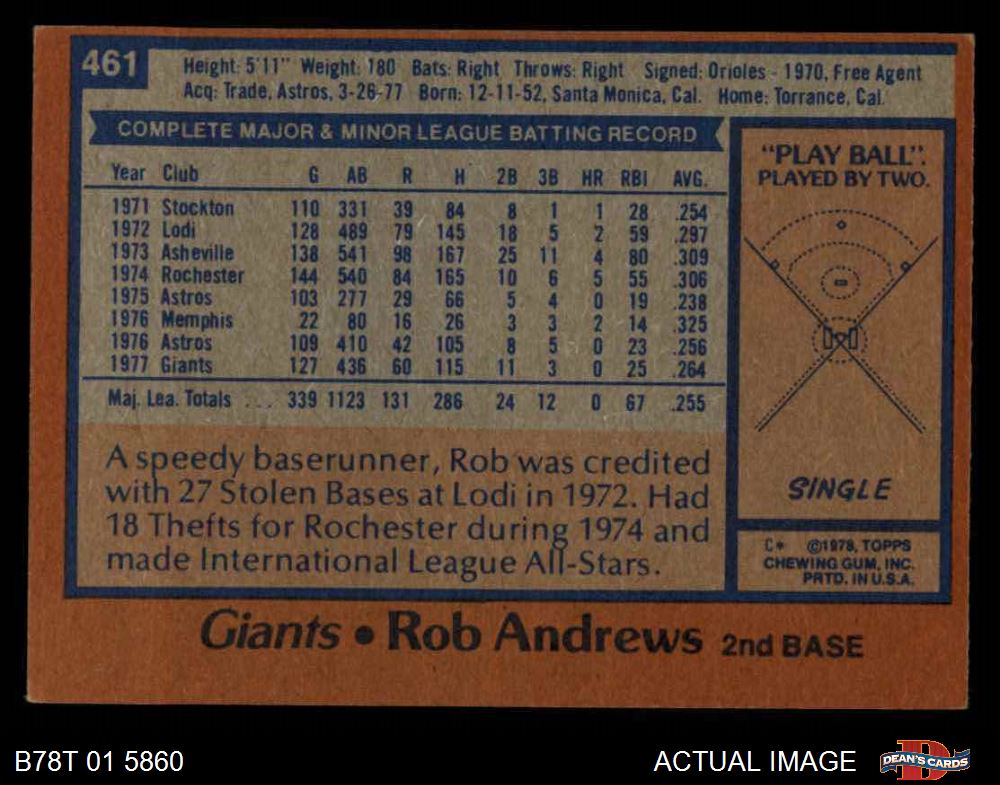 461
Height: 5'11" Weight: 180 Bats: Right Throws: Right Signed: Orioles - 1970, Free Agent
Acq: Trade, Astros, 3-26-77 Born: 12-11-52, Santa Monica, Cal. Home: Torrance, Cal.
COMPLETE MAJOR & MINOR LEAGUE BATTING RECORD
Year Club G AB R H 2B 3B HR RBI AVG.
1971 Stockton 110 331 39 84 8 1 1 28 .254
1972 Lodi 128 489 79 145 18 5 2 59 .297
1973 Asheville 138 541 98 167 25 11 4 80 .309
1974 Rochester 144 540 84 165 10 6 5 55 .306
1975 Astros 103 277 29 66 5 4 0 19 .238
1976 Memphis 22 80 16 26 3 3 2 14 .325
1976 Astros 109 410 42 105 8 5 0 23 .256
1977 Giants 127 436 60 115 11 3 0 25 .264
Maj. Lea. Totals ... 339 1123 131 286 24 12 0 67 .255
A speedy baserunner, Rob was credited
with 27 Stolen Bases at Lodi in 1972. Had
18 Thefts for Rochester during 1974 and
made International League All-Stars.
"PLAY BALL":
PLAYED BY TWO.
SINGLE
C* ©1978, TOPPS
CHEWING GUM, INC.
PRTD. IN U.S.A.
Giants • Rob Andrews 2nd BASE
B78T 01 5860
ACTUAL IMAGE
D
DEAN'S CARDS